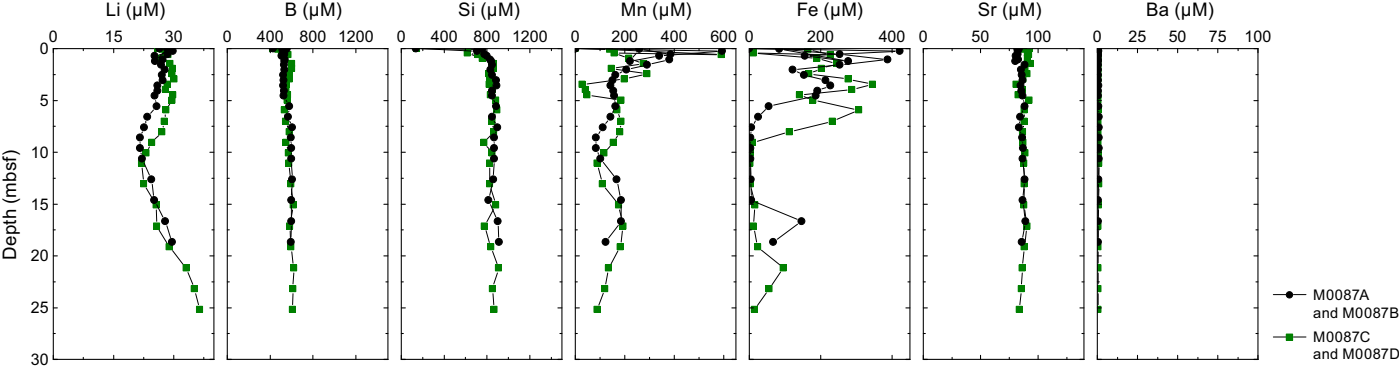 Li (µM) B (µM) Si (µM) Mn (µM) Fe (µM) Sr (µM) Ba (µM)
0 15 30 400 800 1200 0 400 800 1200 0 200 400 600 0 200 400 0 50 100 0 25 50 75 100
0
5
10
15
20
25
30
Depth (mbsf)
M0087A
and M0087B
M0087C
and M0087D